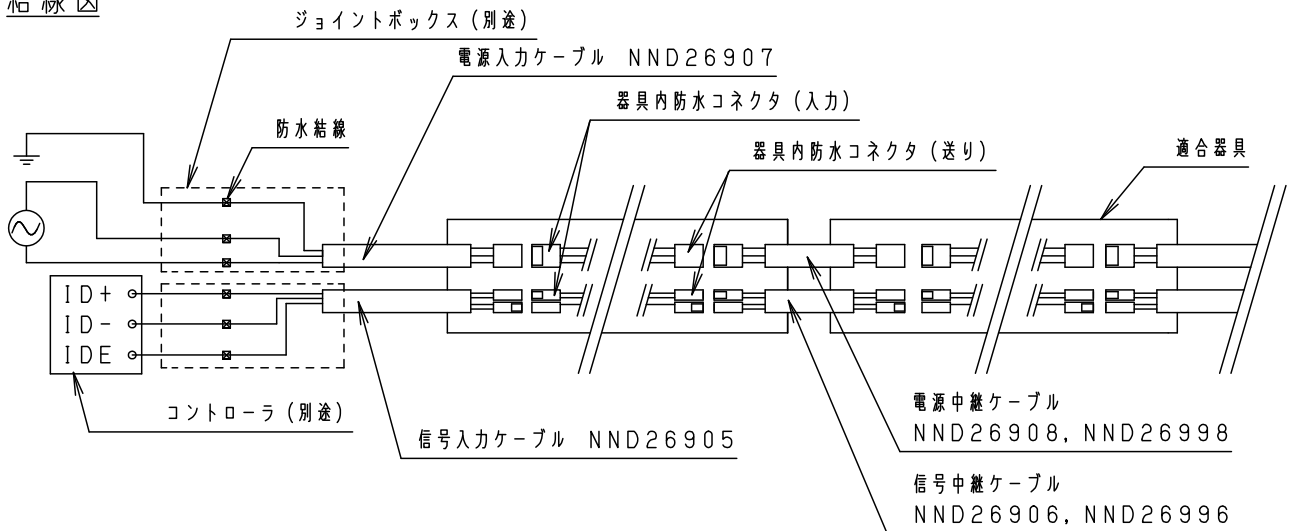 結線図
ジョイントボックス（別途）
電源入力ケーブル NND26907
器具内防水コネクタ（入力）
防水結線
器具内防水コネクタ（送り）
適合器具
ID+
ID-
IDE
コントローラ（別途）
信号入力ケーブル NND26905
電源中継ケーブル
NND26908, NND26998
信号中継ケーブル
NND26906, NND26996